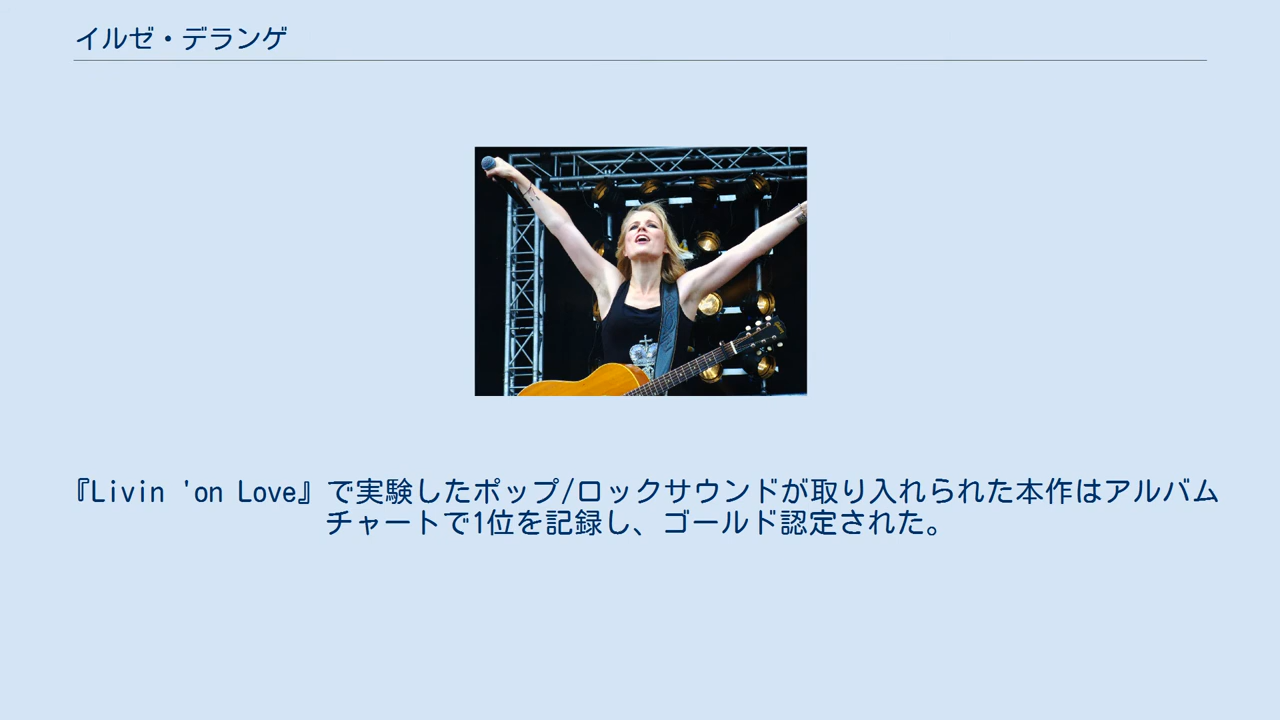 イルゼ・デランゲ
『Livin 'on Love』で実験したポップ/ロックサウンドが取り入れられた本作はアルバム
チャートで1位を記録し、ゴールド認定された。